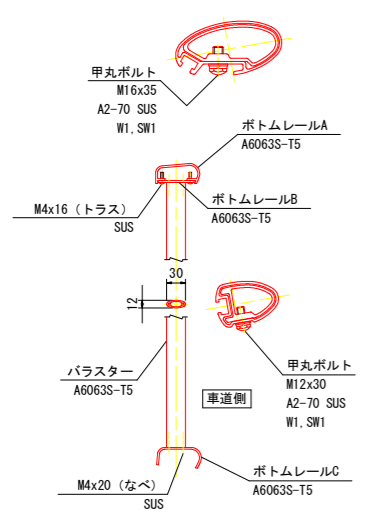 甲丸ボルト
M16x35
A2-70 SUS
W1, SW1
ボトムレールA
A6063S-T5
ボトムレールB
A6063S-T5
M4x16 (トラス)
SUS
30
12
甲丸ボルト
M12x30
A2-70 SUS
W1, SW1
バラスター
A6063S-T5
車道側
ボトムレールC
A6063S-T5
M4x20 (なべ)
SUS